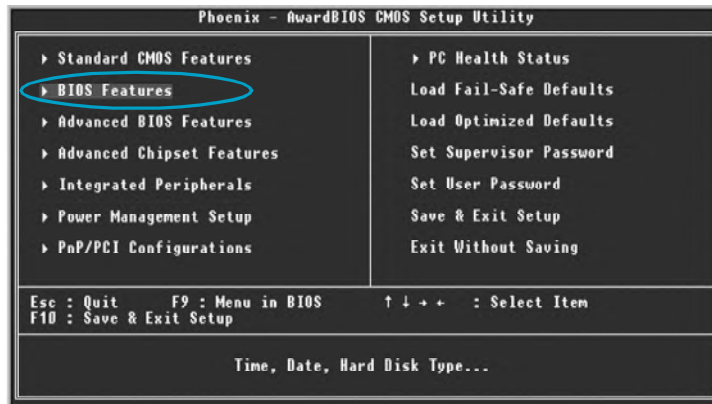 Phoenix - AwardBIOS CMOS Setup Utility
▸ Standard CMOS Features
▸ BIOS Features
▸ Advanced BIOS Features
▸ Advanced Chipset Features
▸ Integrated Peripherals
▸ Power Management Setup
▸ PnP/PCI Configurations
▸ PC Health Status
Load Fail-Safe Defaults
Load Optimized Defaults
Set Supervisor Password
Set User Password
Save & Exit Setup
Exit Without Saving
Esc : Quit F9 : Menu in BIOS ↑ ↓ → ← : Select Item
F10 : Save & Exit Setup
Time, Date, Hard Disk Type...